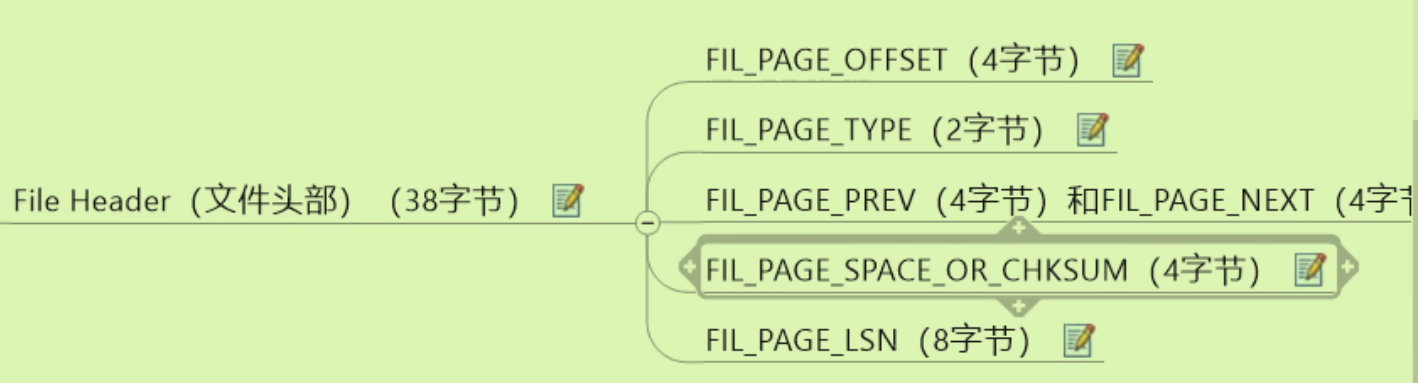 FIL_PAGE_OFFSET（4字节）
FIL_PAGE_TYPE（2字节）
File Header（文件头部）（38字节）
FIL_PAGE_PREV（4字节）和FIL_PAGE_NEXT（4字
FIL_PAGE_SPACE_OR_CHKSUM（4字节）
FIL_PAGE_LSN（8字节）